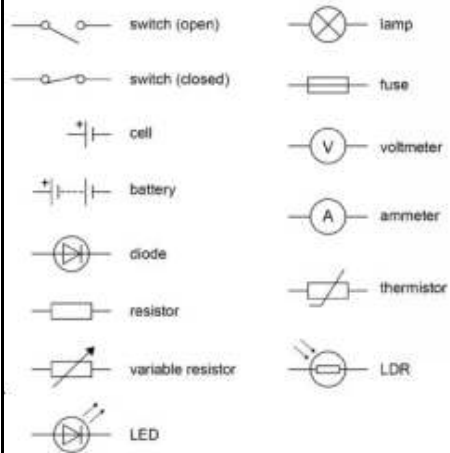 switch (open)
switch (closed)
+
cell
+
battery
diode
resistor
variable resistor
LED
lamp
fuse
V
voltmeter
A
ammeter
thermistor
LDR